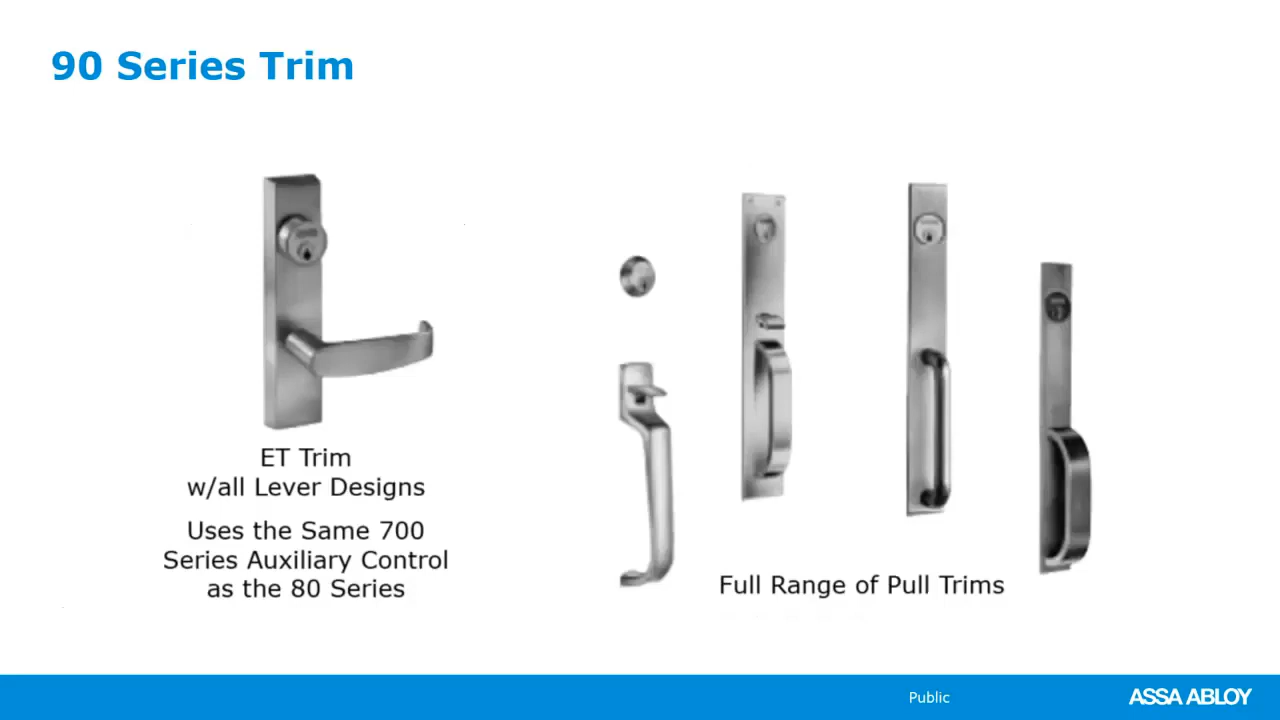 90 Series Trim
ET Trim
w/all Lever Designs
Uses the Same 700
Series Auxiliary Control
as the 80 Series
Full Range of Pull Trims
Public
ASSA ABLOY